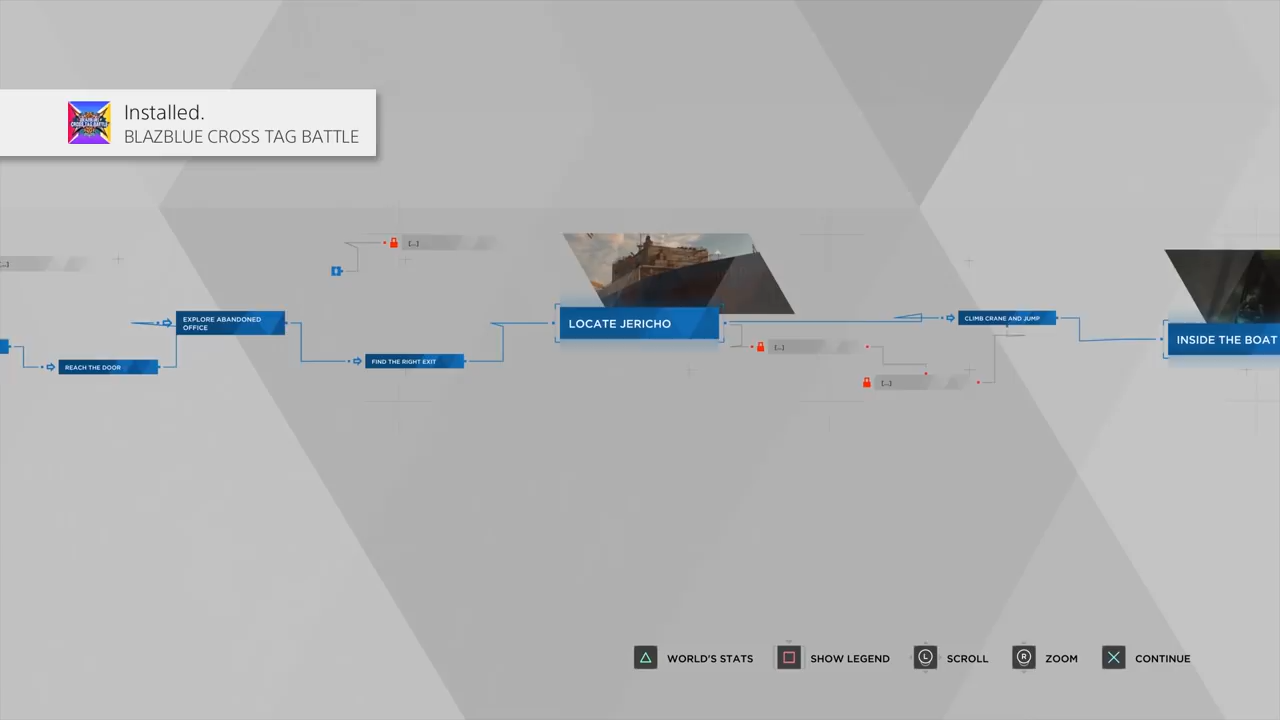 Installed.
BLAZBLUE CROSS TAG BATTLE
[...]
[...]
EXPLORE ABANDONED
OFFICE
REACH THE DOOR
FIND THE RIGHT EXIT
LOCATE JERICHO
[...]
[...]
CLIMB CRANE AND JUMP
INSIDE THE BOAT
WORLD'S STATS
SHOW LEGEND
L
SCROLL
R
ZOOM
CONTINUE